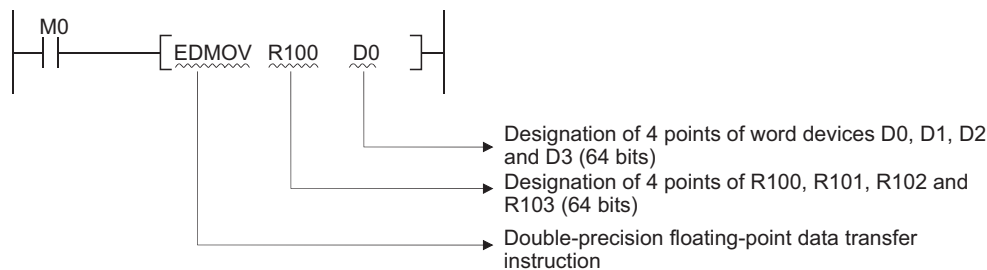 M0
EDMOV R100 D0
Designation of 4 points of word devices D0, D1, D2
and D3 (64 bits)
Designation of 4 points of R100, R101, R102 and
R103 (64 bits)
Double-precision floating-point data transfer
instruction